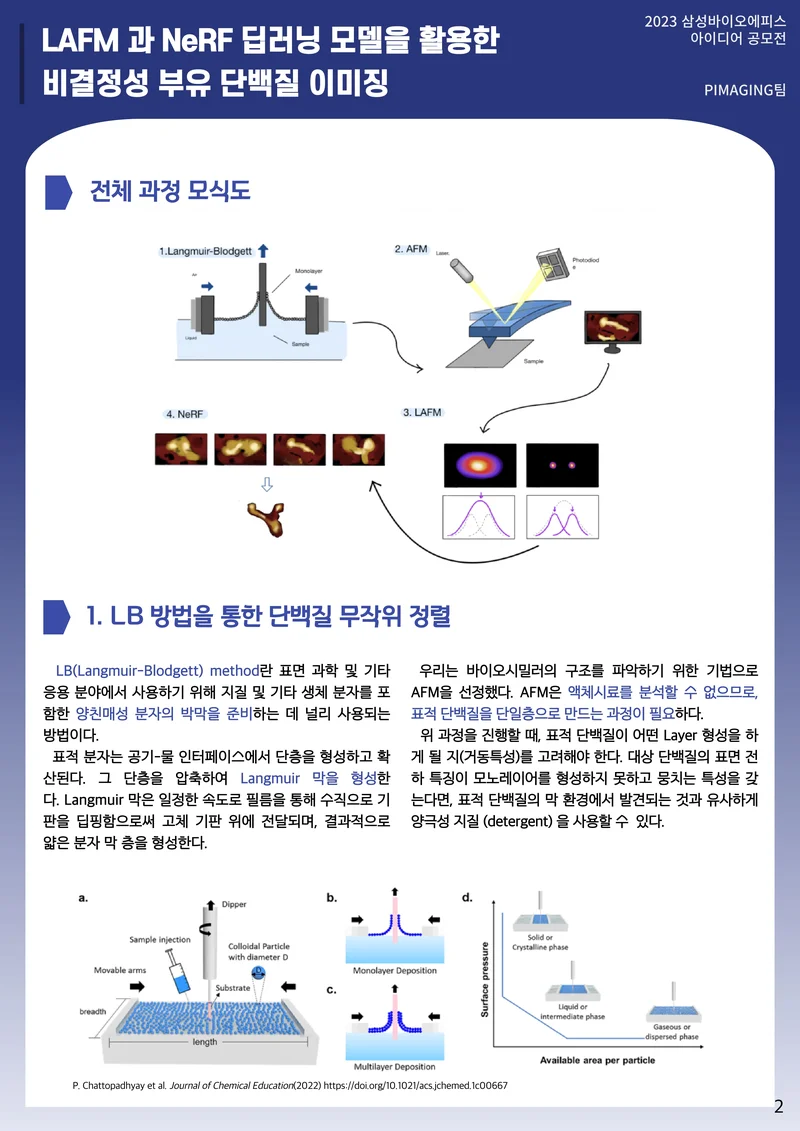 LAFM 과 NeRF 딥러닝 모델을 활용한
비결정성 부유 단백질 이미징
2023 삼성바이오에피스
아이디어 공모전
PIMAGING팀
전체 과정 모식도
1.Langmuir-Blodgett
Monolayer
Air
Liquid
Sample
2. AFM
Laser
Photodiod
e
Sample
4. NeRF
3. LAFM
1. LB 방법을 통한 단백질 무작위 정렬
LB(Langmuir-Blodgett) method란 표면 과학 및 기타
응용 분야에서 사용하기 위해 지질 및 기타 생체 분자를 포
함한 양친매성 분자의 박막을 준비하는 데 널리 사용되는
방법이다.
표적 분자는 공기-물 인터페이스에서 단층을 형성하고 확
산된다. 그 단층을 압축하여 Langmuir 막을 형성한
다. Langmuir 막은 일정한 속도로 필름을 통해 수직으로 기
판을 딥핑함으로써 고체 기판 위에 전달되며, 결과적으로
얇은 분자 막 층을 형성한다.
우리는 바이오시밀러의 구조를 파악하기 위한 기법으로
AFM을 선정했다. AFM은 액체시료를 분석할 수 없으므로,
표적 단백질을 단일층으로 만드는 과정이 필요하다.
위 과정을 진행할 때, 표적 단백질이 어떤 Layer 형성을 하
게 될 지(거동특성)를 고려해야 한다. 대상 단백질의 표면 전
하 특징이 모노레이어를 형성하지 못하고 뭉치는 특성을 갖
는다면, 표적 단백질의 막 환경에서 발견되는 것과 유사하게
양극성 지질 (detergent) 을 사용할 수 있다.
a.
Dipper
Sample injection
Colloidal Particle
with diameter D
D
Movable arms
Substrate
breadth
length
b.
Monolayer Deposition
c.
Multilayer Deposition
d.
Surface pressure
Solid or
Crystalline phase
Liquid or
intermediate phase
Gaseous or
dispersed phase
Available area per particle
P. Chattopadhyay et al. Journal of Chemical Education(2022) https://doi.org/10.1021/acs.jchemed.1c00667
2